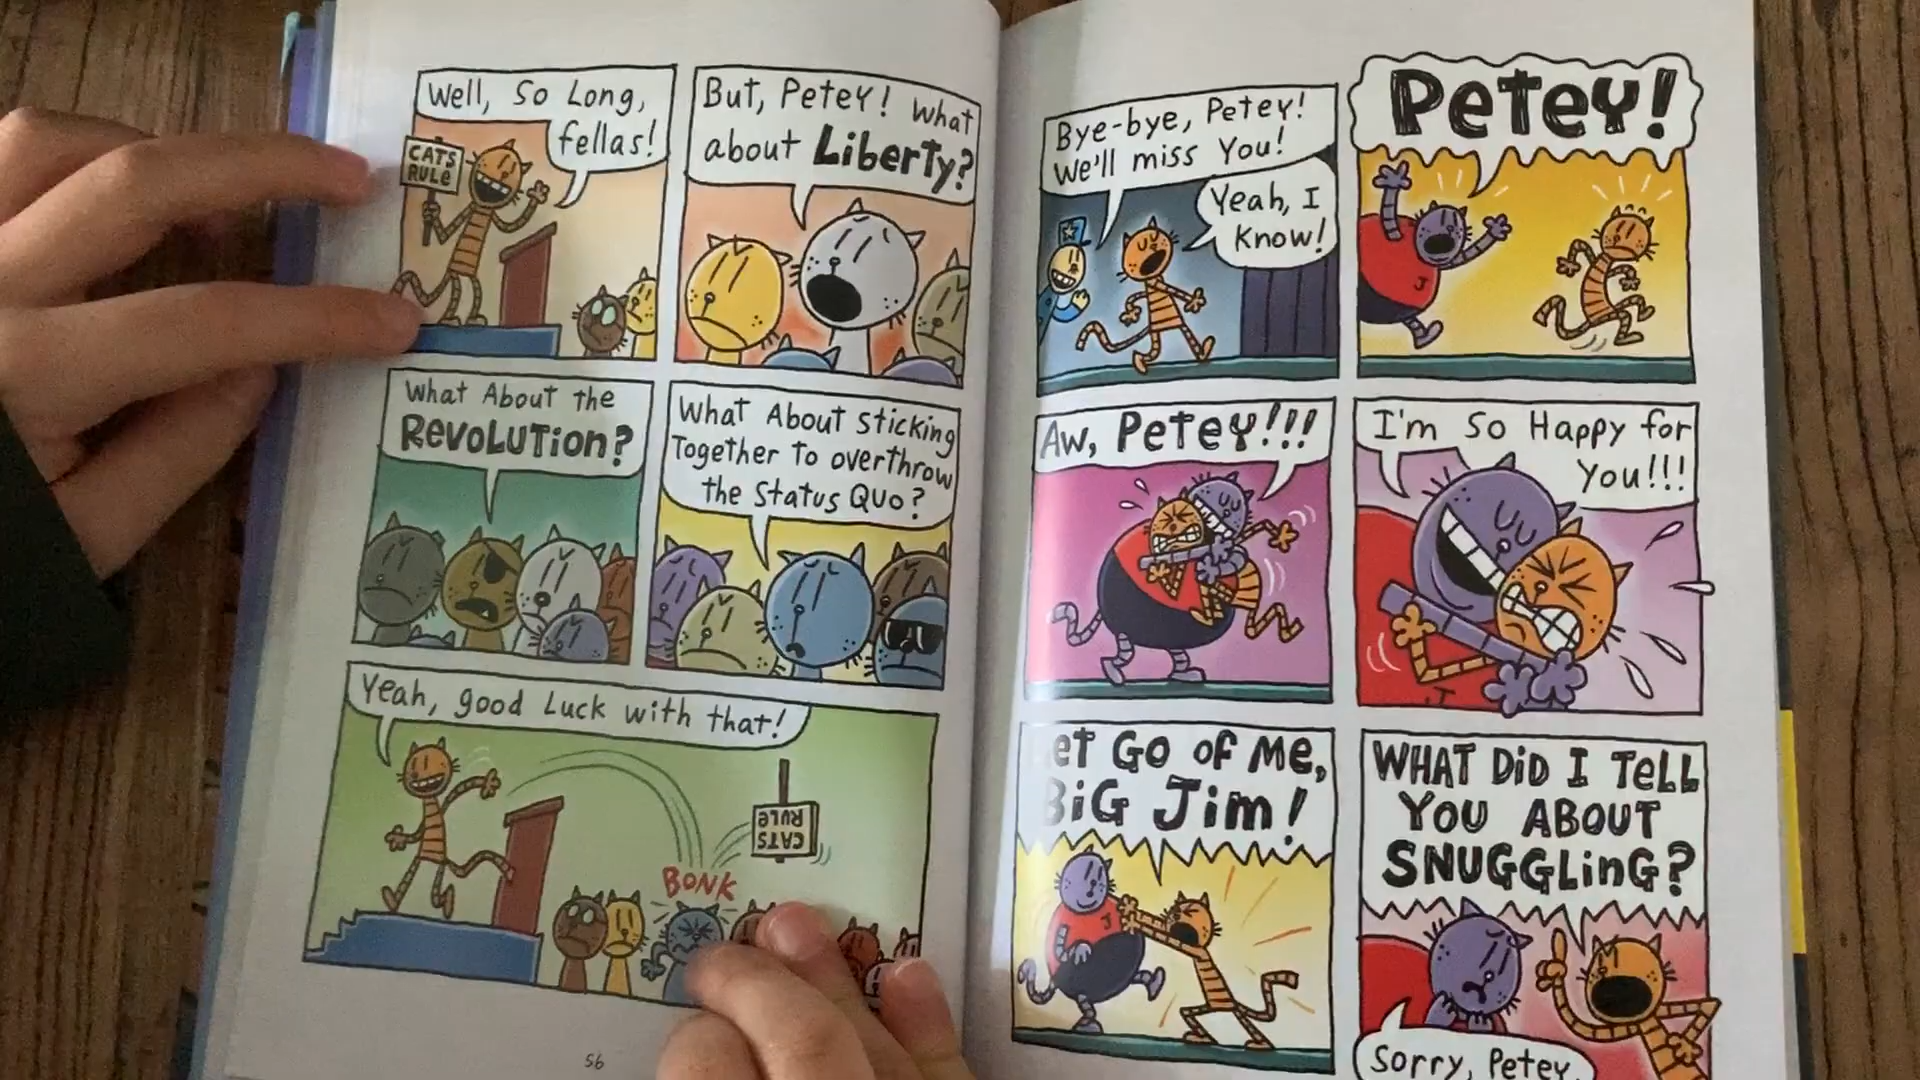 Well, So Long,
fellas!
CATS
RULE
But, Petey! What
about Liberty?
What About the
Revolution?
What About sticking
Together To overthrow
the Status Quo?
Yeah, good Luck with that!
CATS
RULE
BONK
56
Bye-bye, Petey!
We'll miss You!
Yeah, I
Know!
Petey!
Aw, Petey!!!
I'm So Happy for
You!!!
J
J
et Go of Me,
Big Jim!
J
What Did I Tell
You About
Snuggling?
Sorry, Petey.